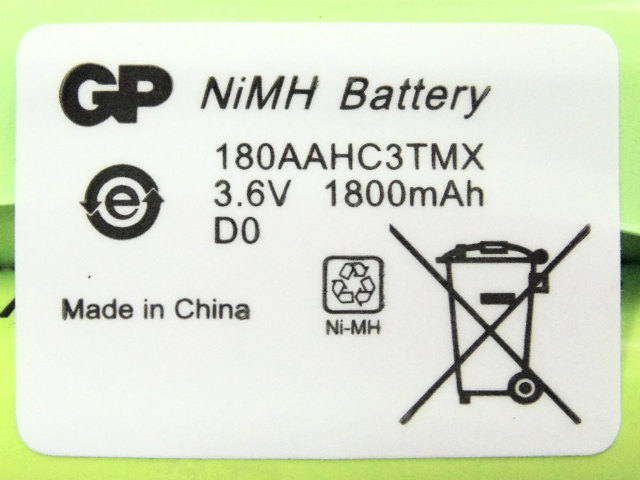 GP NiMH Battery
180AAHC3TMX
3.6V 1800mAh
D0
e
Made in China
Ni-MH